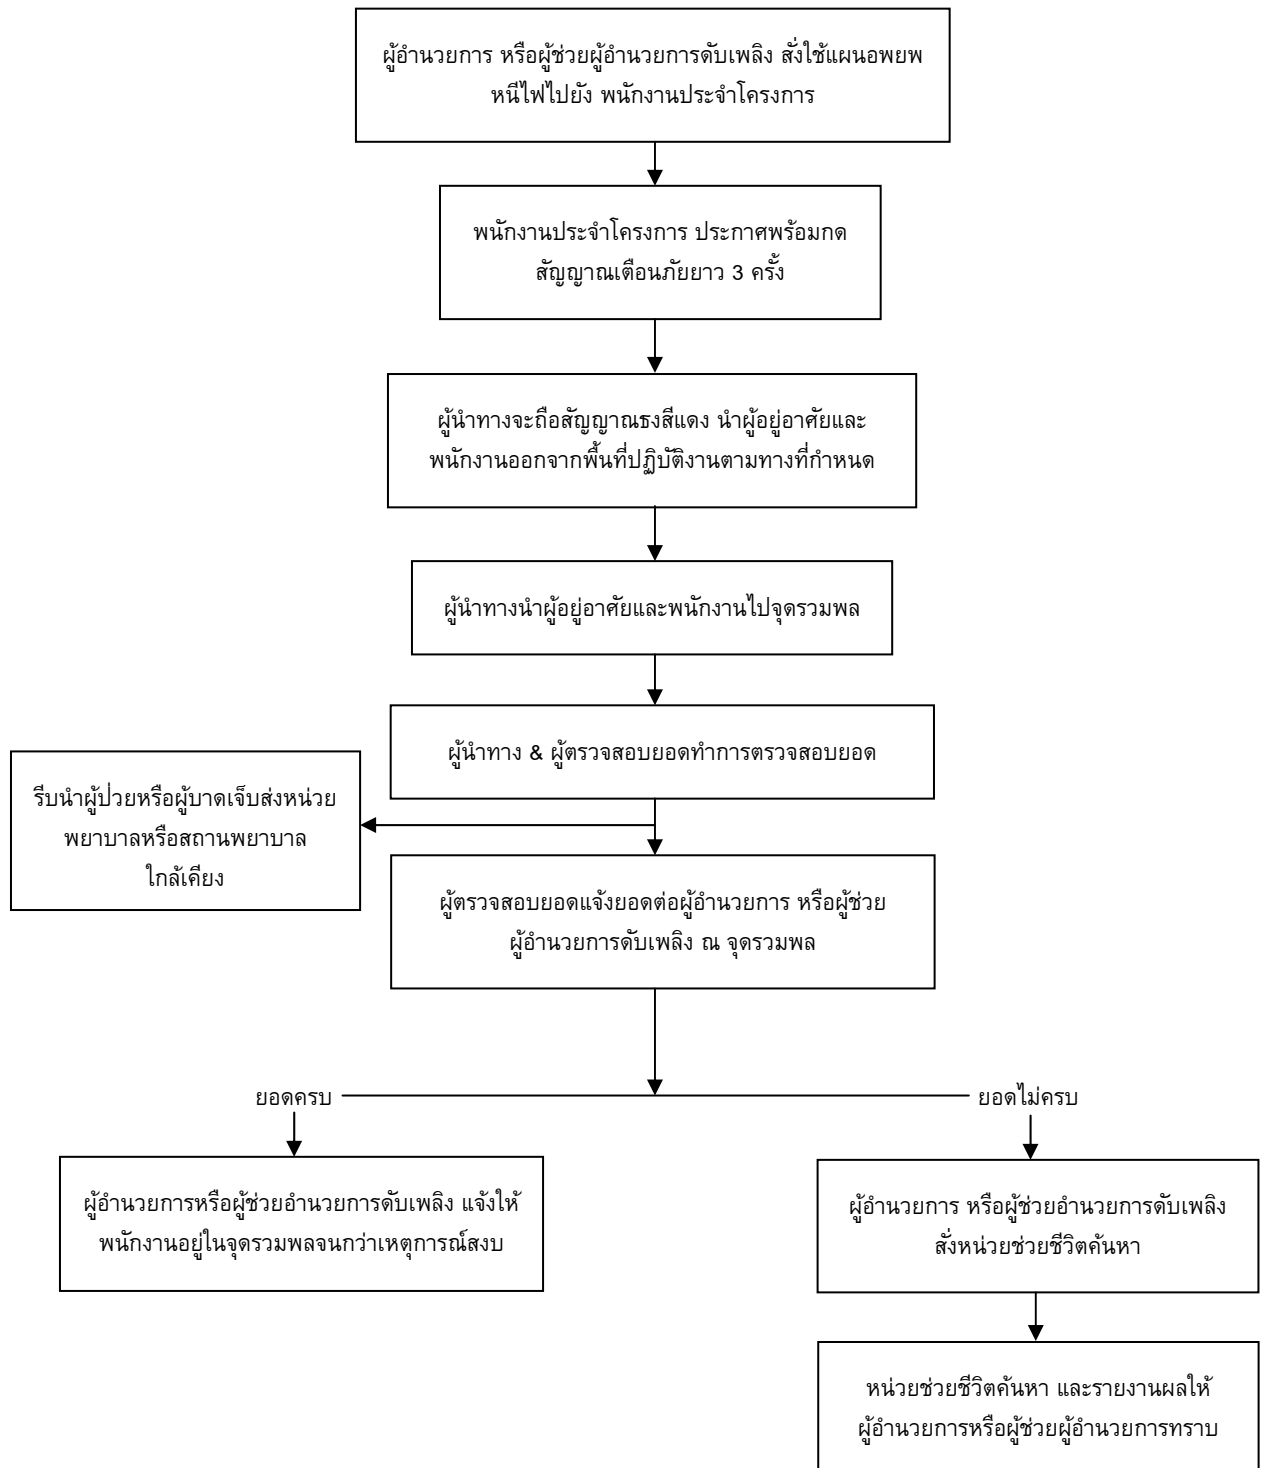 ผู้อำนวยการ หรือผู้ช่วยผู้อำนวยการดับเพลิง สั่งใช้แผนอพยพ
หนีไฟไปยัง พนักงานประจำโครงการ
พนักงานประจำโครงการ ประกาศพร้อมกด
สัญญาณเตือนภัยยาว 3 ครั้ง
ผู้นำทางจะถือสัญญาณธงสีแดง นำผู้อยู่อาศัยและ
พนักงานออกจากพื้นที่ปฏิบัติงานตามทางที่กำหนด
ผู้นำทางนำผู้อยู่อาศัยและพนักงานไปจุดรวมพล
ผู้นำทาง & ผู้ตรวจสอบยอดทำการตรวจสอบยอด
รีบนำผู้ป่วยหรือผู้บาดเจ็บส่งหน่วย
พยาบาลหรือสถานพยาบาล
ใกล้เคียง
ผู้ตรวจสอบยอดแจ้งยอดต่อผู้อำนวยการ หรือผู้ช่วย
ผู้อำนวยการดับเพลิง ณ จุดรวมพล
ยอดครบ
ยอดไม่ครบ
ผู้อำนวยการหรือผู้ช่วยอำนวยการดับเพลิง แจ้งให้
พนักงานอยู่ในจุดรวมพลจนกว่าเหตุการณ์สงบ
ผู้อำนวยการ หรือผู้ช่วยอำนวยการดับเพลิง
สั่งหน่วยช่วยชีวิตค้นหา
หน่วยช่วยชีวิตค้นหา และรายงานผลให้
ผู้อำนวยการหรือผู้ช่วยผู้อำนวยการทราบ